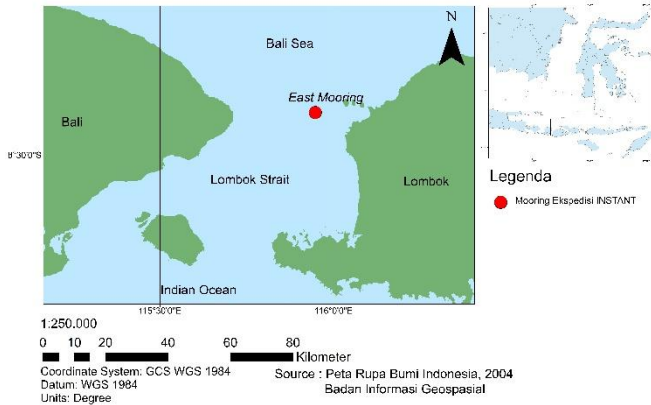 N
Bali Sea
East Mooring
Bali
8°30'0"S
Lombok Strait
Lombok
Indian Ocean
115°30'0"E
116°0'0"E
Legenda
Mooring Ekspedisi INSTANT
1:250.000
0 10 20 40 60 80
Kilometer
Coordinate System: GCS WGS 1984
Datum: WGS 1984
Units: Degree
Source : Peta Rupa Bumi Indonesia, 2004
Badan Informasi Geospasial